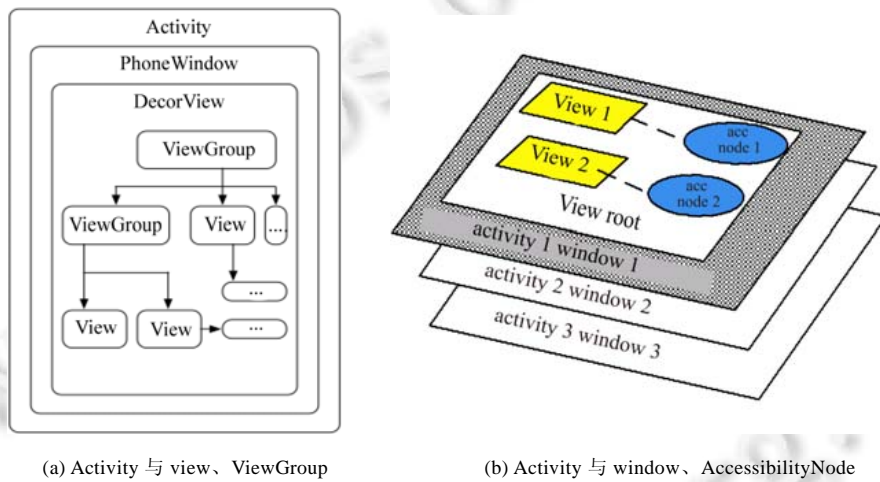 Activity
PhoneWindow
DecorView
ViewGroup
ViewGroup
View
....
...
View
View
...
(a) Activity 与 view、ViewGroup
View 1
acc
node 1
View 2
acc
node 2
View root
activity 1 window 1
activity 2 window 2
activity 3 window 3
(b) Activity 与 window、AccessibilityNode